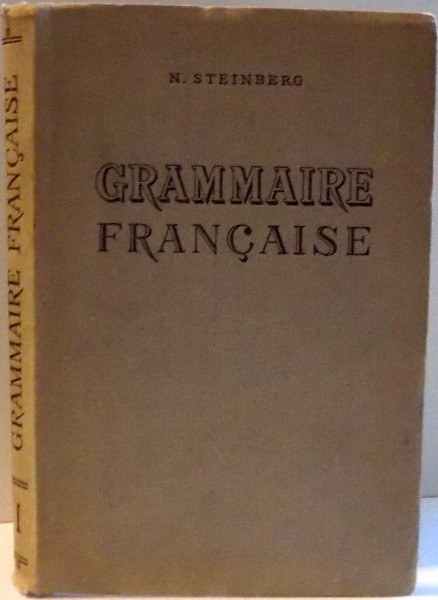 N. STEINBERG
GRAMMAIRE
FRANÇAISE
GRAMMAIRE FRANÇAISE
I